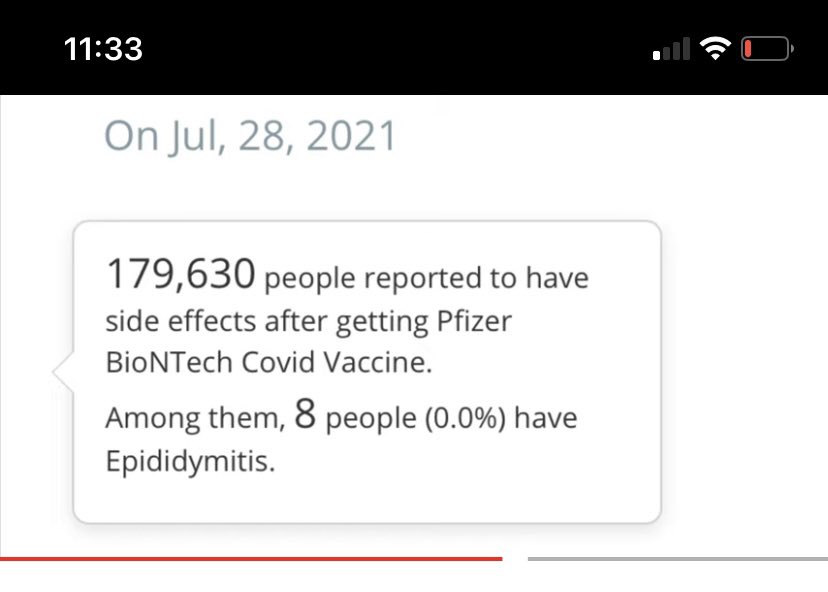 11:33
On Jul, 28, 2021
179,630 people reported to have
side effects after getting Pfizer
BioNTech Covid Vaccine.
Among them, 8 people (0.0%) have
Epididymitis.